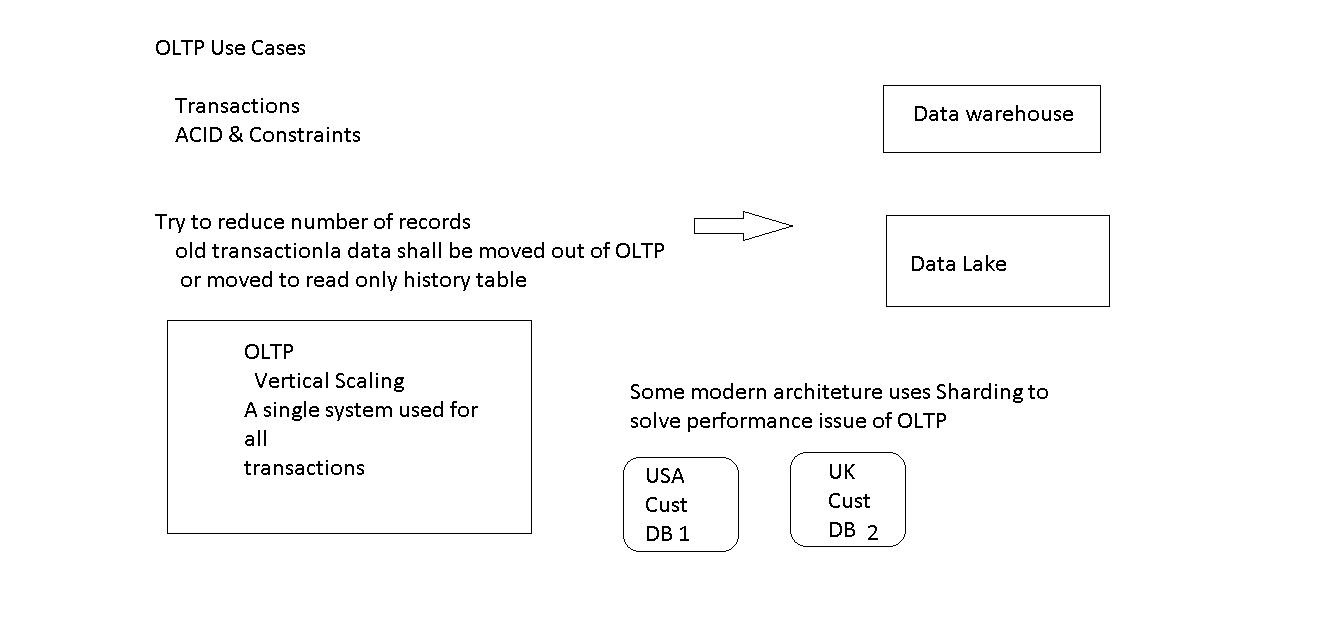 OLTP Use Cases
Transactions
ACID & Constraints
Data warehouse
Try to reduce number of records
old transactionla data shall be moved out of OLTP
or moved to read only history table
Data Lake
OLTP
Vertical Scaling
A single system used for
all
transactions
Some modern architeture uses Sharding to
solve performance issue of OLTP
USA
Cust
DB 1
UK
Cust
DB 2